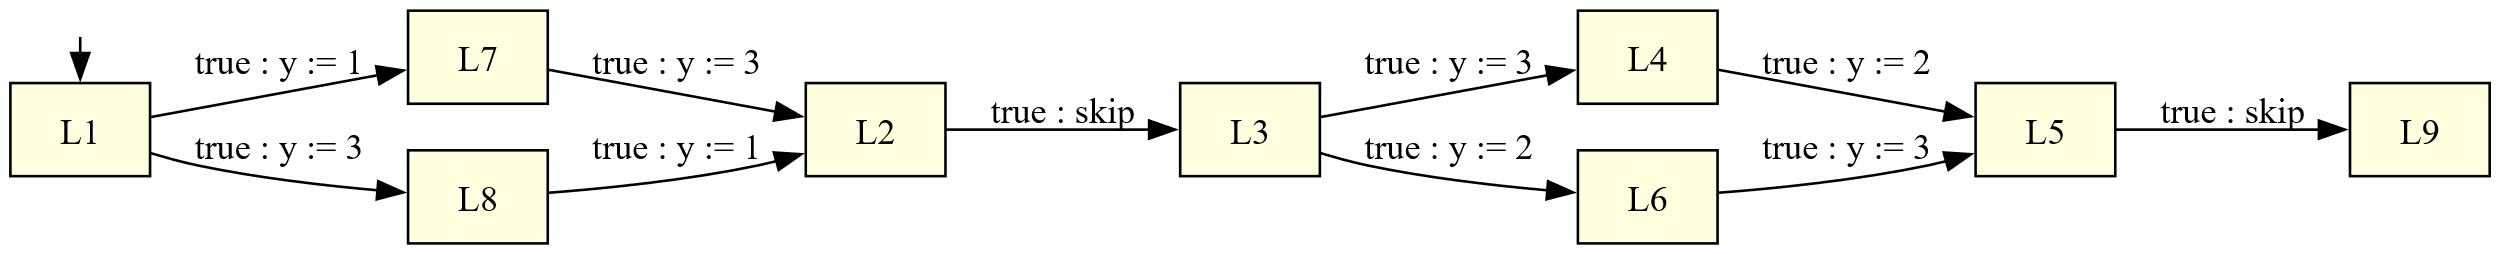 L1
true : y := 1
true : y := 3
L7
L8
true : y := 3
true : y := 1
L2
true : skip
L3
true : y := 3
true : y := 2
L4
L6
true : y := 2
true : y := 3
L5
true : skip
L9